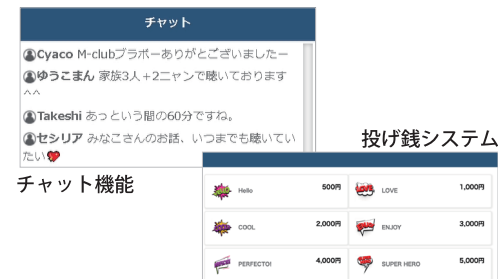 チャット
Cyaco M-clubブラボーありがとございましたー
ゆうこまん 家族3人+2ニャンで聴いております
^^
Takeshi あっという間の60分ですね。
セシリア みなこさんのお話、いつまでも聴いてい
たい
チャット機能
投げ銭システム
Hello 500円
LOVE 1,000円
COOL 2,000円
ENJOY 3,000円
PERFECTO! 4,000円
SUPER HERO 5,000円